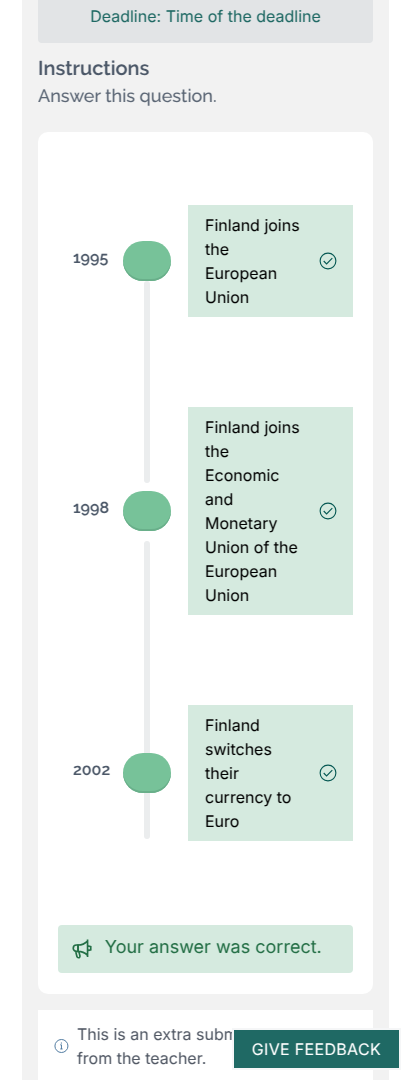 Deadline: Time of the deadline
Instructions
Answer this question.
1995
Finland joins
the
European
Union
1998
Finland joins
the
Economic
and
Monetary
Union of the
European
Union
2002
Finland
switches
their
currency to
Euro
Your answer was correct.
This is an extra
from the teacher.
GIVE FEEDBACK